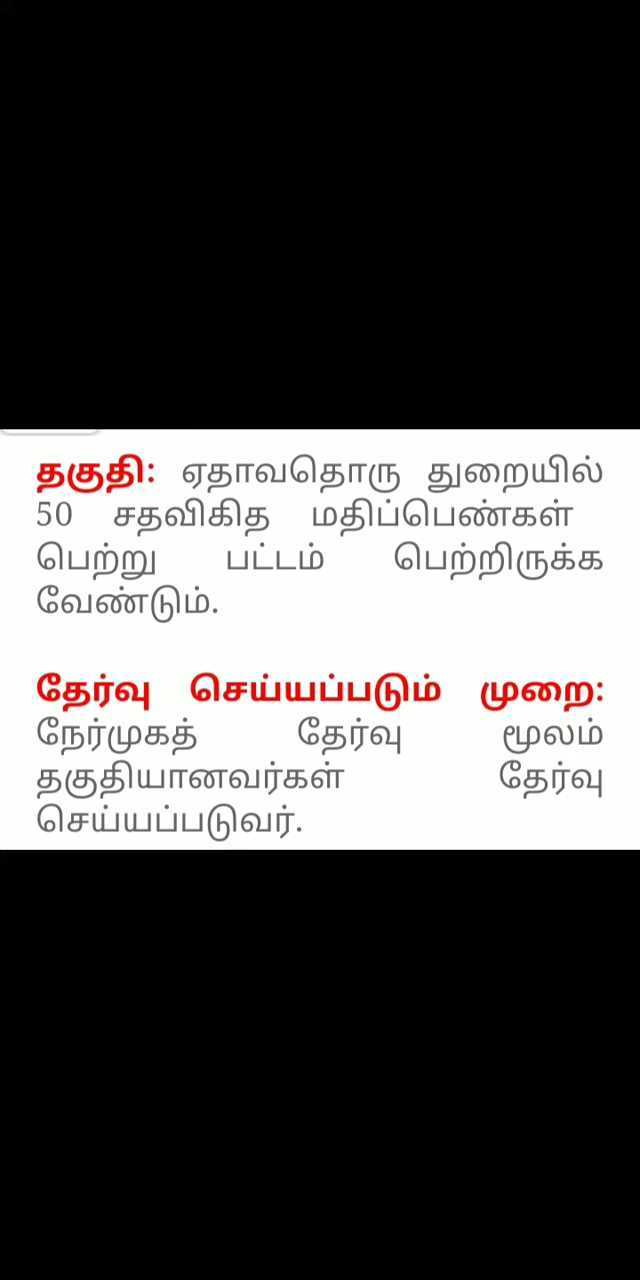 தகுதி: ஏதாவதொரு துறையில்
50 சதவிகித மதிப்பெண்கள்
பெற்று பட்டம் பெற்றிருக்க
வேண்டும்.
தேர்வு செய்யப்படும் முறை:
நேர்முகத் தேர்வு மூலம்
தகுதியானவர்கள் தேர்வு
செய்யப்படுவர்.